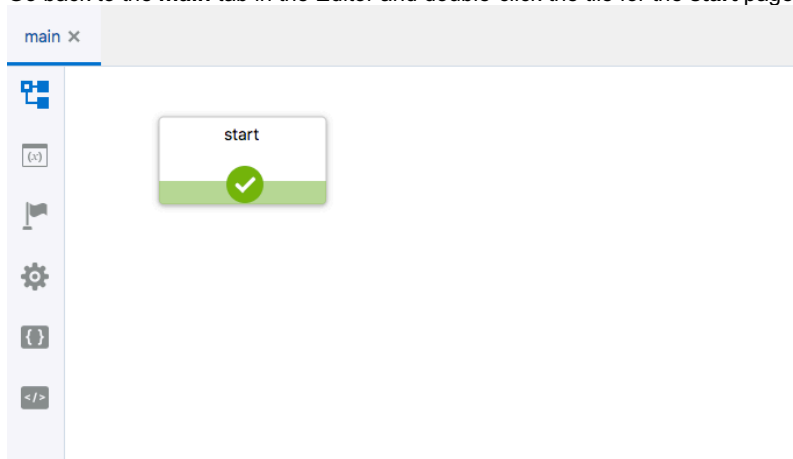 Go back to the main tab in the Editor and double-click the tile for the start page
main ×
start
(x)
{ }
</>